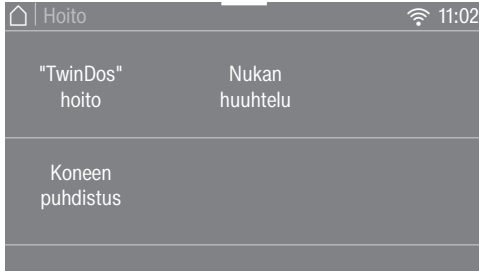 Hoito 11:02
"TwinDos" Nukan
hoito huuhtelu
Koneen
puhdistus